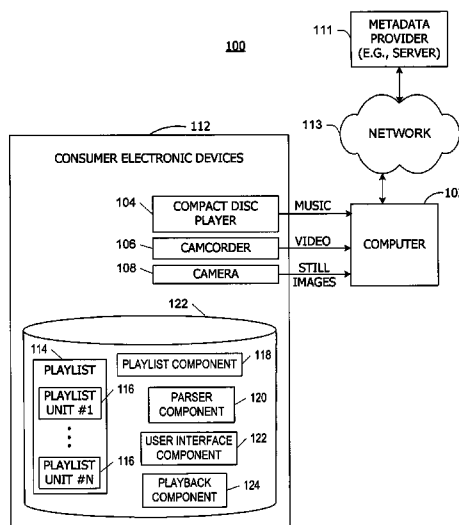 100
111
METADATA
PROVIDER
(E.G., SERVER)
113
NETWORK
112
CONSUMER ELECTRONIC DEVICES
104
COMPACT DISC
PLAYER
MUSIC
106
CAMCORDER
VIDEO
108
CAMERA
STILL
IMAGES
COMPUTER
122
114
PLAYLIST
PLAYLIST
UNIT #1
116
PLAYLIST
UNIT #N
116
PLAYLIST COMPONENT
118
PARSER
COMPONENT
120
USER INTERFACE
COMPONENT
122
PLAYBACK
COMPONENT
124